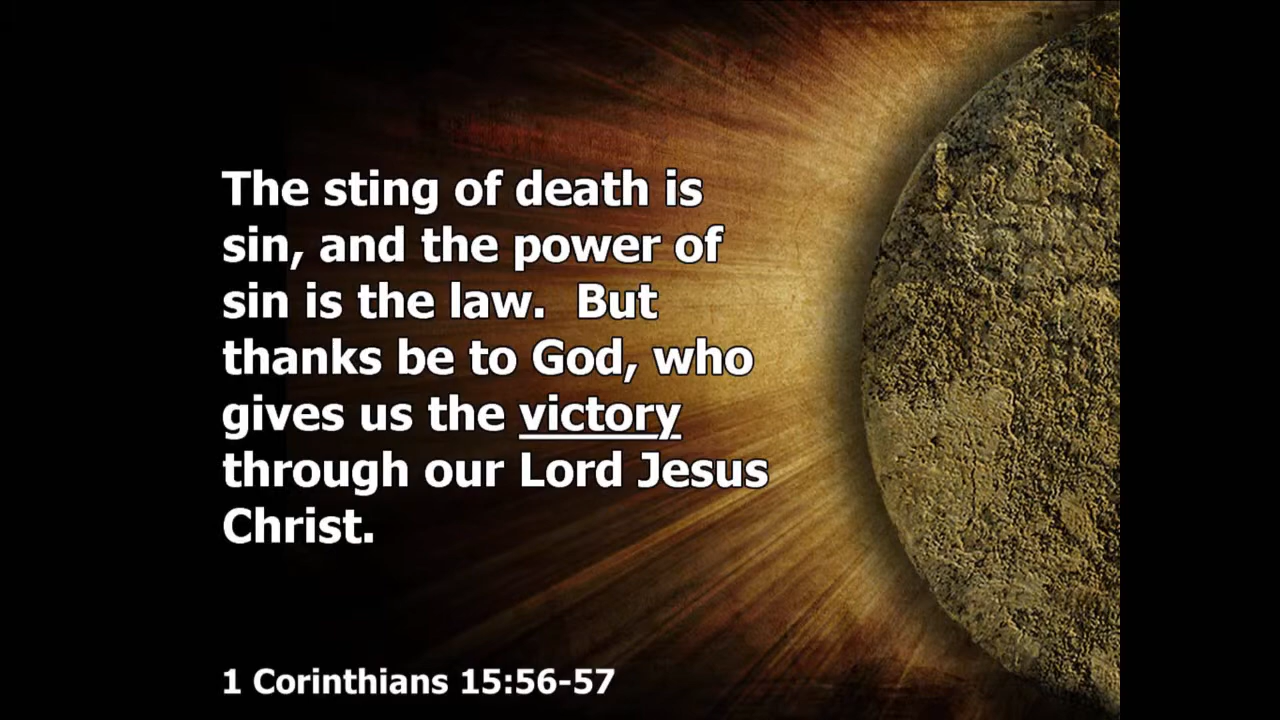 The sting of death is
sin, and the power of
sin is the law.  But
thanks be to God, who
gives us the victory
through our Lord Jesus
Christ.
1 Corinthians 15:56-57